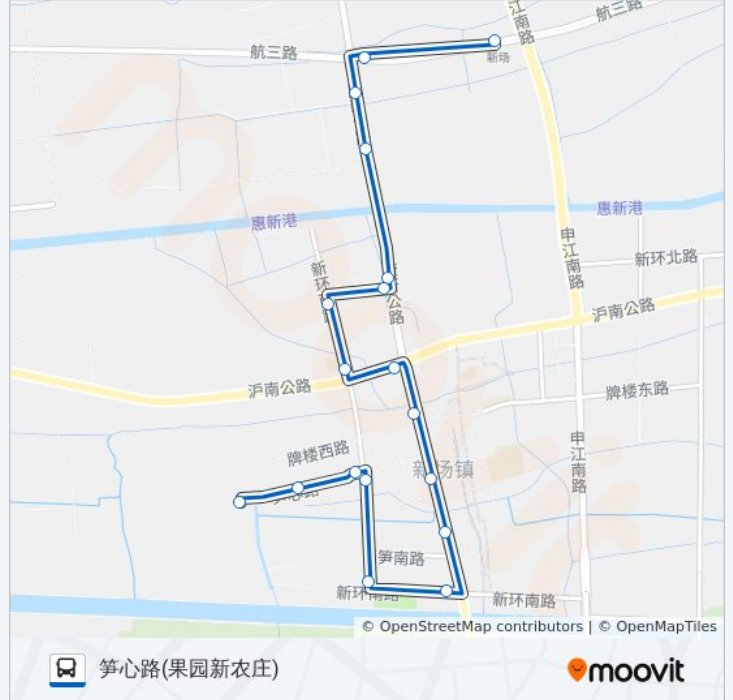 江南路
航三路
航三路
新场
惠新港
惠新港
申江南路
新环北路
公路
沪南公路
沪南公路
牌楼东路
牌楼西路
申江南路
新场镇
笋南路
新环南路
新环南路
© OpenStreetMap contributors | © OpenMapTiles
笋心路(果园新农庄)
moovit